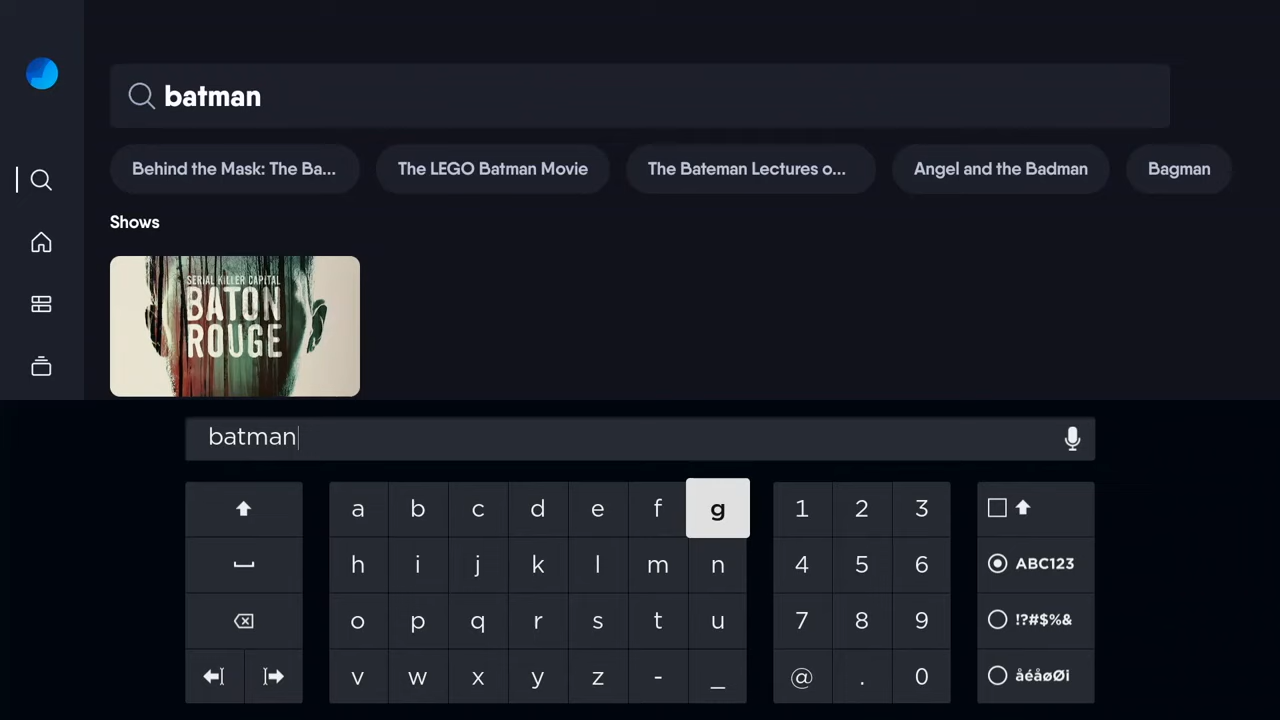 batman
Behind the Mask: The Ba...
The LEGO Batman Movie
The Bateman Lectures o...
Angel and the Badman
Bagman
Shows
SERIAL KILLER CAPITAL
BATON
ROUGE
batman
a b c d e f g 1 2 3
h i j k l m n 4 5 6 ABC123
o p q r s t u 7 8 9 !?#$%&
v w x y z - _ @ . 0 åéåøØi